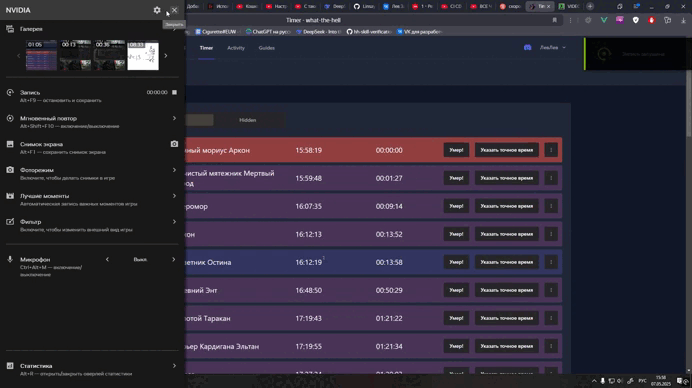 NVIDIA
Закрыть
Галерея
01:05
00:13
00:36
08:33
Запись
Alt+F9 — остановить и сохранить
00:00:00
Мгновенный повтор
Alt+Shift+F10 — включение/выключение
Снимок экрана
Alt+F1 — сохранить снимок экрана
Фоторежим
Включите, чтобы делать снимки в игре
Лучшие моменты
Автоматическая запись важных моментов игры
Фильтр
Включите, чтобы изменить внешний вид игры
Микрофон
Ctrl+Alt+M — включение/
выключение
Выкл
Статистика
Alt+R — открыть/закрыть оверлей статистики
Timer - what-the-hell
CigaretteREUW
ChatGPT на русс
DeepSeek - Into t
hh-skill-verificati
VK для разработ
Timer
Activity
Guides
ЛевЛев
Hidden
ный мориус Аркон 15:58:19 00:00:00 Умер! Указать точное время
истый мятежник Мертвый
род
15:59:48 00:01:27 Умер! Указать точное время
ромор 16:07:35 00:09:14 Умер! Указать точное время
кон 16:12:13 00:13:52 Умер! Указать точное время
ветник Остина 16:12:19 00:13:58 Умер! Указать точное время
евний Энт 16:48:50 00:50:29 Умер! Указать точное время
лотой Таракан 17:19:43 01:21:22 Умер! Указать точное время
ьер Кардигана Эльтан 17:19:55 01:21:34 Умер! Указать точное время
РУС
15:58
07.05.2025